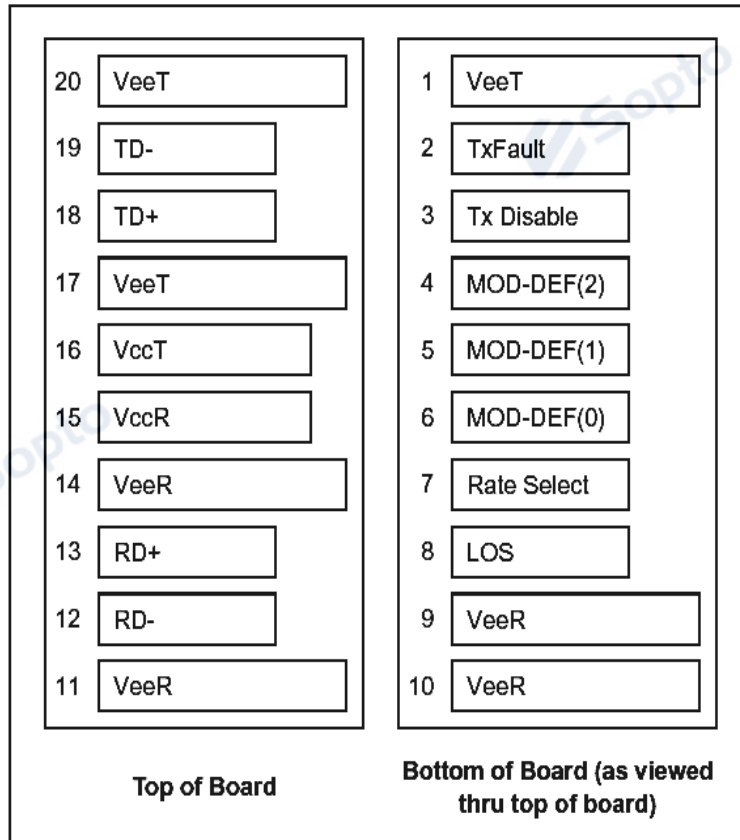 20 VeeT
19 TD-
18 TD+
17 VeeT
16 VccT
15 VccR
14 VeeR
13 RD+
12 RD-
11 VeeR
Top of Board
1 VeeT
2 TxFault
3 Tx Disable
4 MOD-DEF(2)
5 MOD-DEF(1)
6 MOD-DEF(0)
7 Rate Select
8 LOS
9 VeeR
10 VeeR
Bottom of Board (as viewed
thru top of board)
Sopto
Sopto